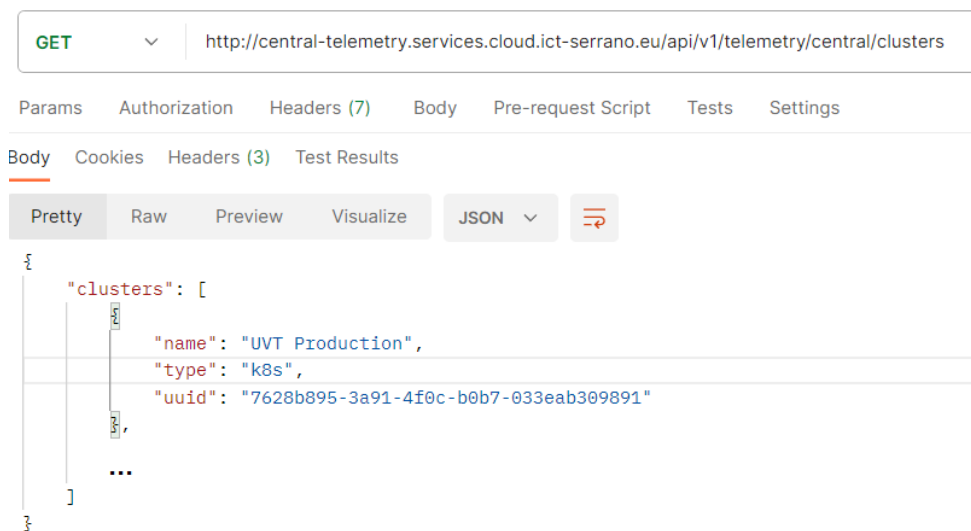 GET http://central-telemetry.services.cloud.ict-serrano.eu/api/v1/telemetry/central/clusters
Params Authorization Headers (7) Body Pre-request Script Tests Settings
Body Cookies Headers (3) Test Results
Pretty Raw Preview Visualize JSON
{
"clusters": [
{
"name": "UVT Production",
"type": "k8s",
"uuid": "7628b895-3a91-4f0c-b0b7-033eab309891"
},
...
]
}